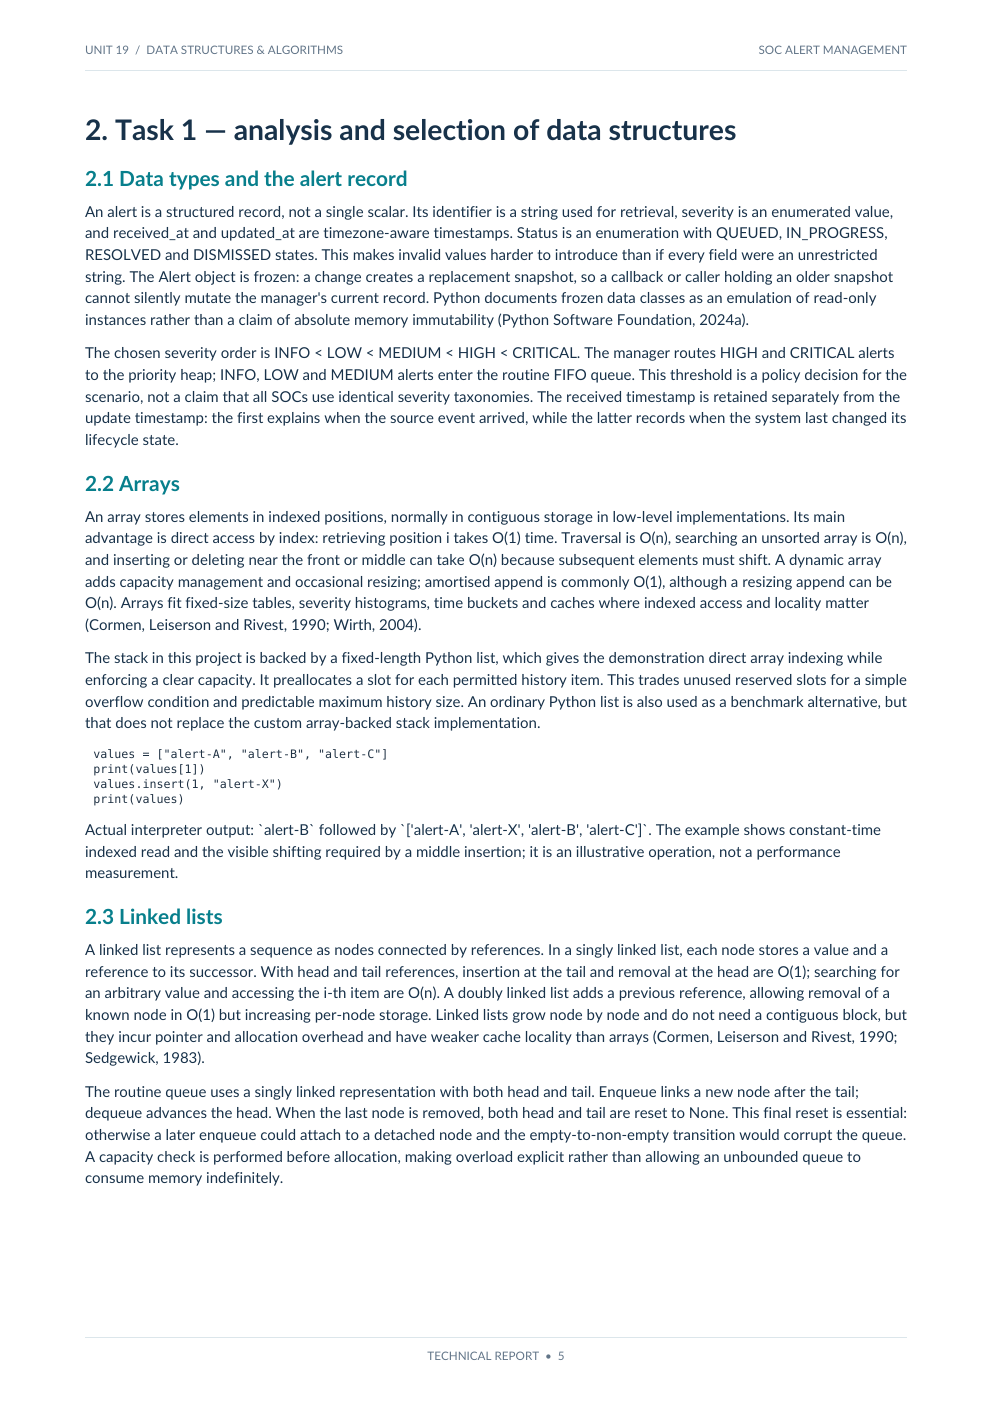 UNIT 19 / DATA STRUCTURES & ALGORITHMS
SOC ALERT MANAGEMENT
2. Task 1 — analysis and selection of data structures
2.1 Data types and the alert record
An alert is a structured record, not a single scalar. Its identifier is a string used for retrieval, severity is an enumerated value,
and received_at and updated_at are timezone-aware timestamps. Status is an enumeration with QUEUED, IN_PROGRESS,
RESOLVED and DISMISSED states. This makes invalid values harder to introduce than if every field were an unrestricted
string. The Alert object is frozen: a change creates a replacement snapshot, so a callback or caller holding an older snapshot
cannot silently mutate the manager's current record. Python documents frozen data classes as an emulation of read-only
instances rather than a claim of absolute memory immutability (Python Software Foundation, 2024a).
The chosen severity order is INFO < LOW < MEDIUM < HIGH < CRITICAL. The manager routes HIGH and CRITICAL alerts
to the priority heap; INFO, LOW and MEDIUM alerts enter the routine FIFO queue. This threshold is a policy decision for the
scenario, not a claim that all SOCs use identical severity taxonomies. The received timestamp is retained separately from the
update timestamp: the first explains when the source event arrived, while the latter records when the system last changed its
lifecycle state.
2.2 Arrays
An array stores elements in indexed positions, normally in contiguous storage in low-level implementations. Its main
advantage is direct access by index: retrieving position i takes O(1) time. Traversal is O(n), searching an unsorted array is O(n),
and inserting or deleting near the front or middle can take O(n) because subsequent elements must shift. A dynamic array
adds capacity management and occasional resizing; amortised append is commonly O(1), although a resizing append can be
O(n). Arrays fit fixed-size tables, severity histograms, time buckets and caches where indexed access and locality matter
(Cormen, Leiserson and Rivest, 1990; Wirth, 2004).
The stack in this project is backed by a fixed-length Python list, which gives the demonstration direct array indexing while
enforcing a clear capacity. It preallocates a slot for each permitted history item. This trades unused reserved slots for a simple
overflow condition and predictable maximum history size. An ordinary Python list is also used as a benchmark alternative, but
that does not replace the custom array-backed stack implementation.
values = ["alert-A", "alert-B", "alert-C"]
print(values[1])
values.insert(1, "alert-X")
print(values)
Actual interpreter output: `alert-B` followed by `['alert-A', 'alert-X', 'alert-B', 'alert-C']`. The example shows constant-time
indexed read and the visible shifting required by a middle insertion; it is an illustrative operation, not a performance
measurement.
2.3 Linked lists
A linked list represents a sequence as nodes connected by references. In a singly linked list, each node stores a value and a
reference to its successor. With head and tail references, insertion at the tail and removal at the head are O(1); searching for
an arbitrary value and accessing the i-th item are O(n). A doubly linked list adds a previous reference, allowing removal of a
known node in O(1) but increasing per-node storage. Linked lists grow node by node and do not need a contiguous block, but
they incur pointer and allocation overhead and have weaker cache locality than arrays (Cormen, Leiserson and Rivest, 1990;
Sedgewick, 1983).
The routine queue uses a singly linked representation with both head and tail. Enqueue links a new node after the tail;
dequeue advances the head. When the last node is removed, both head and tail are reset to None. This final reset is essential:
otherwise a later enqueue could attach to a detached node and the empty-to-non-empty transition would corrupt the queue.
A capacity check is performed before allocation, making overload explicit rather than allowing an unbounded queue to
consume memory indefinitely.
TECHNICAL REPORT • 5